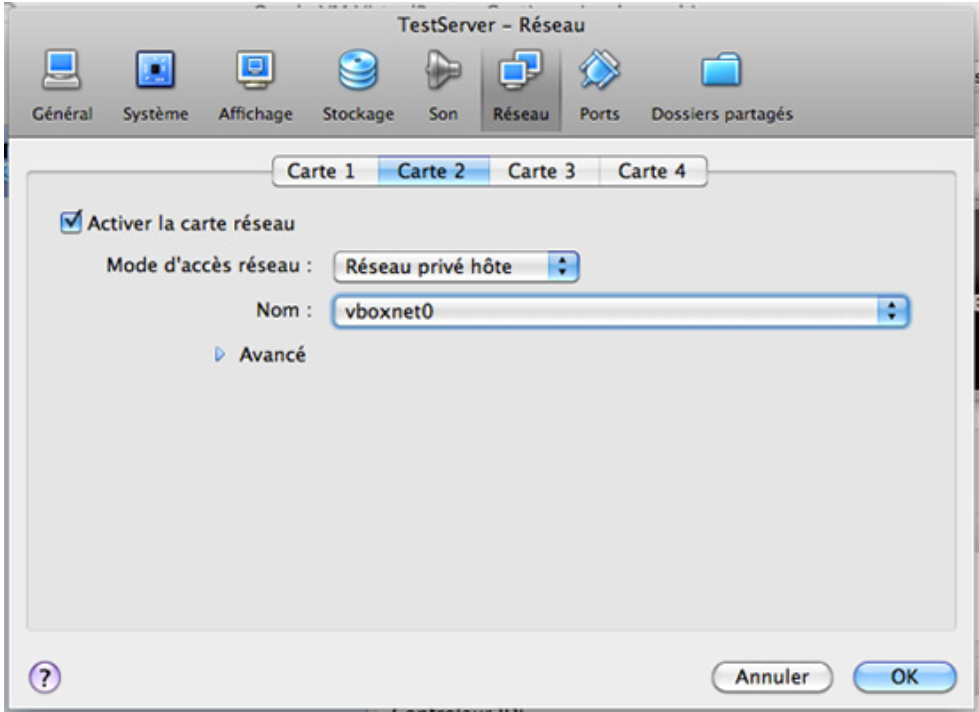 TestServer – Réseau
Général Système Affichage Stockage Son Réseau Ports Dossiers partagés
Carte 1 Carte 2 Carte 3 Carte 4
Activer la carte réseau
Mode d'accès réseau : Réseau privé hôte
Nom : vboxnet0
Avancé
? Annuler OK